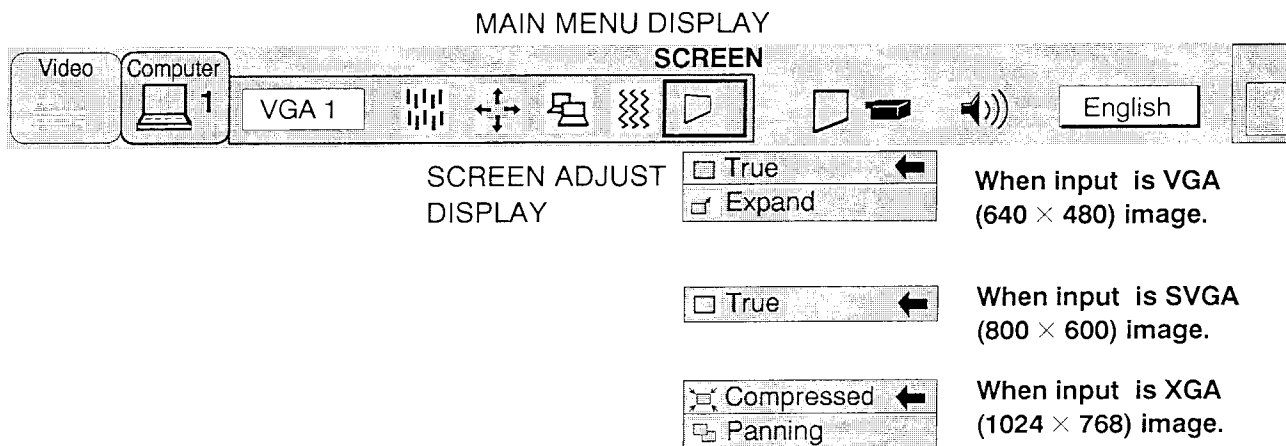 MAIN MENU DISPLAY
SCREEN
Video
Computer
1
VGA 1
English
SCREEN ADJUST
DISPLAY
True
Expand
When input is VGA
(640 × 480) image.
True
When input is SVGA
(800 × 600) image.
Compressed
Panning
When input is XGA
(1024 × 768) image.